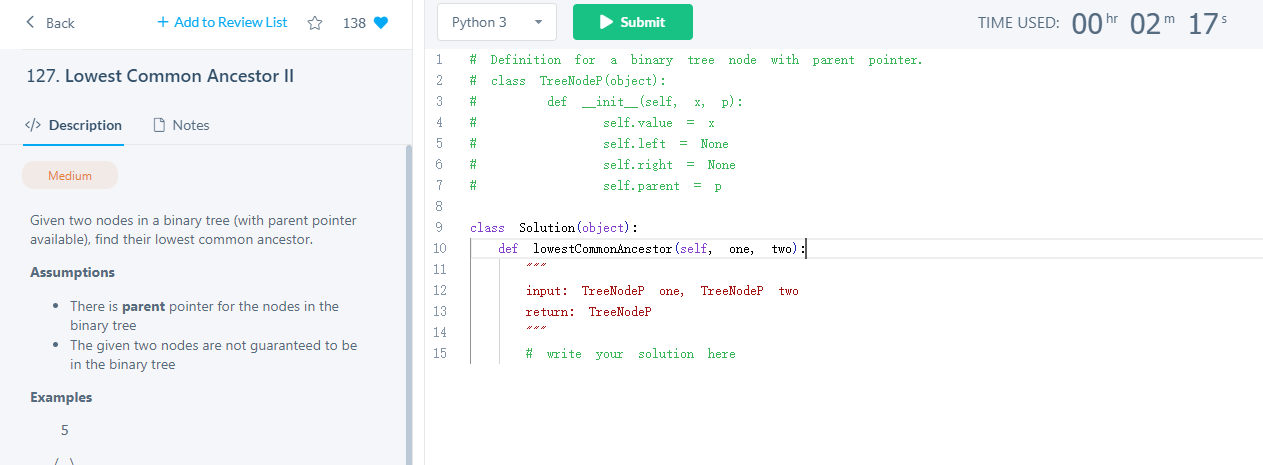 Back
+ Add to Review List
138
Python 3
Submit
TIME USED: 00 hr 02 m 17 s
127. Lowest Common Ancestor II
</> Description
Notes
Medium
Given two nodes in a binary tree (with parent pointer
available), find their lowest common ancestor.
Assumptions
• There is parent pointer for the nodes in the
binary tree
• The given two nodes are not guaranteed to be
in the binary tree
Examples
5
/ \
1 # Definition for a binary tree node with parent pointer.
2 # class TreeNodeP(object):
3 # def __init__(self, x, p):
4 # self.value = x
5 # self.left = None
6 # self.right = None
7 # self.parent = p
8
9 class Solution(object):
10 def lowestCommonAncestor(self, one, two):
11 """
12 input: TreeNodeP one, TreeNodeP two
13 return: TreeNodeP
14 """
15 # write your solution here